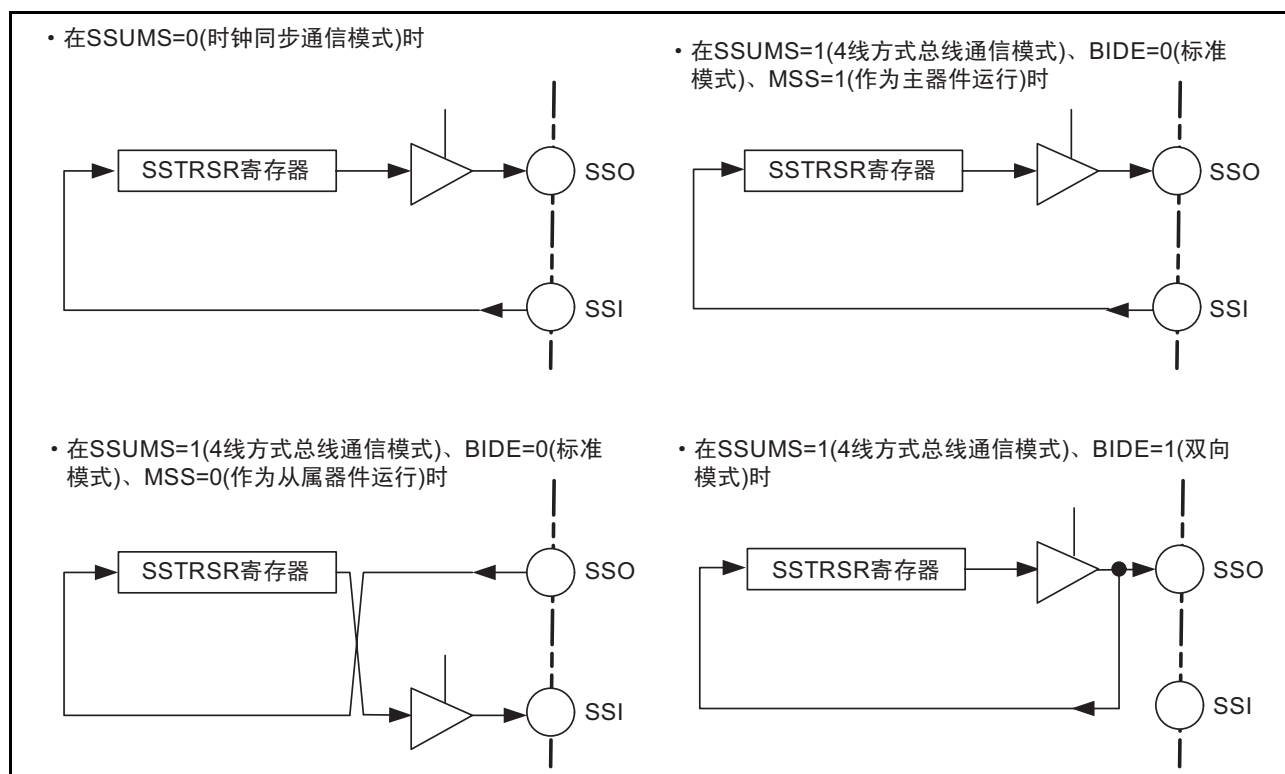 ・在SSUMS=0(时钟同步通信模式)时
SSTRSR寄存器
SSO
SSI
・在SSUMS=1(4线方式总线通信模式)、BIDE=0(标准
模式)、MSS=1(作为主器件运行)时
SSTRSR寄存器
SSO
SSI
・在SSUMS=1(4线方式总线通信模式)、BIDE=0(标准
模式)、MSS=0(作为从属器件运行)时
SSTRSR寄存器
SSO
SSI
・在SSUMS=1(4线方式总线通信模式)、BIDE=1(双向
模式)时
SSTRSR寄存器
SSO
SSI